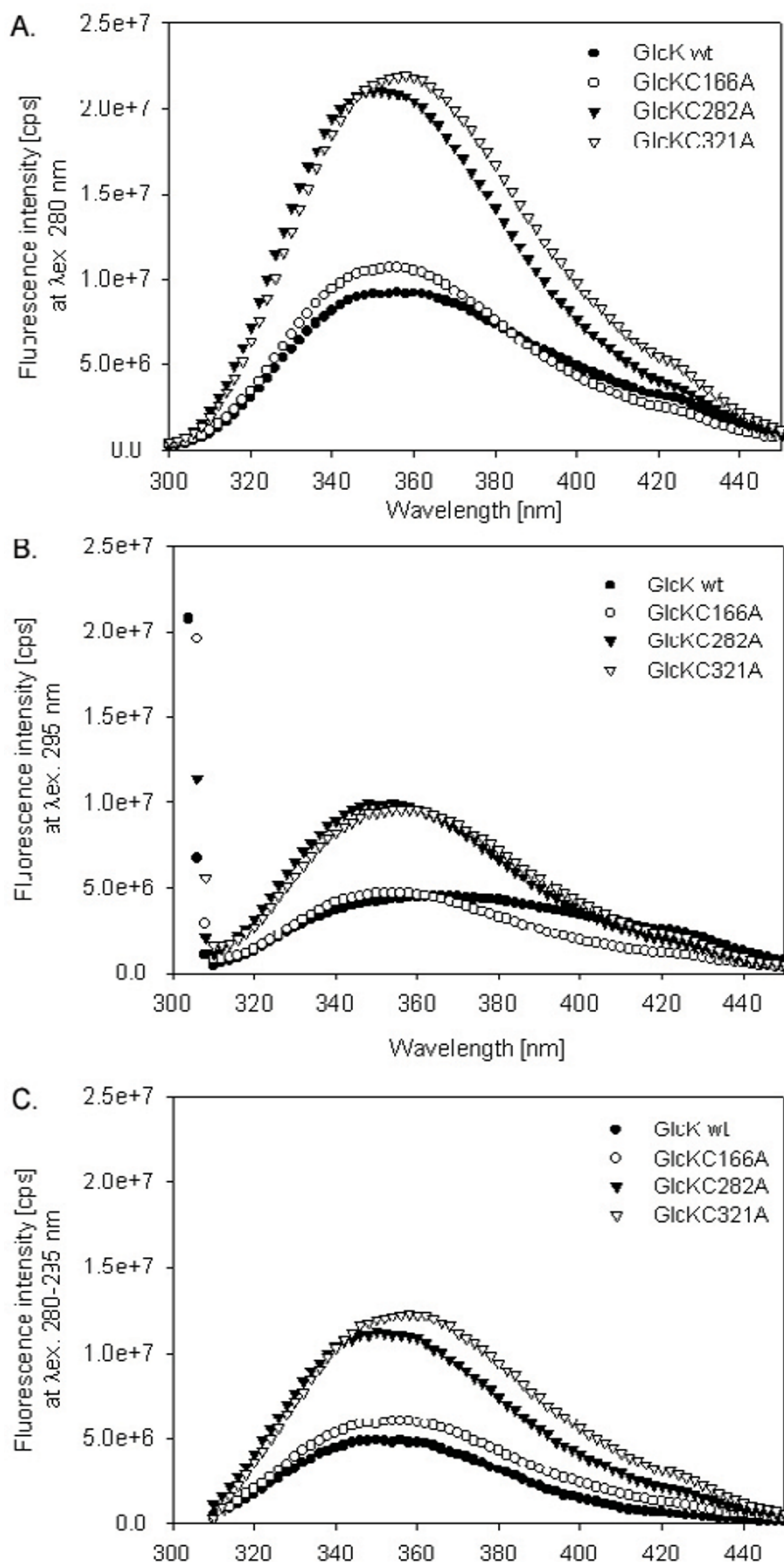 A.
Fluorescence intensity [cps]
at λex. 280 nm
2.5e+7
2.0e+7
1.5e+7
1.0e+7
5.0e+6
0.0
GlcK wt
GlcKC166A
GlcKC282A
GlcKC321A
300 320 340 360 380 400 420 440
Wavelength [nm]
B.
Fluorescence intensity [cps]
at λex. 295 nm
2.5e+7
2.0e+7
1.5e+7
1.0e+7
5.0e+6
0.0
GlcK wt
GlcKC166A
GlcKC282A
GlcKC321A
300 320 340 360 380 400 420 440
Wavelength [nm]
C.
Fluorescence intensity [cps]
at λex. 280-295 nm
2.5e+7
2.0e+7
1.5e+7
1.0e+7
5.0e+6
0.0
GlcK wt
GlcKC166A
GlcKC282A
GlcKC321A
300 320 340 360 380 400 420 440